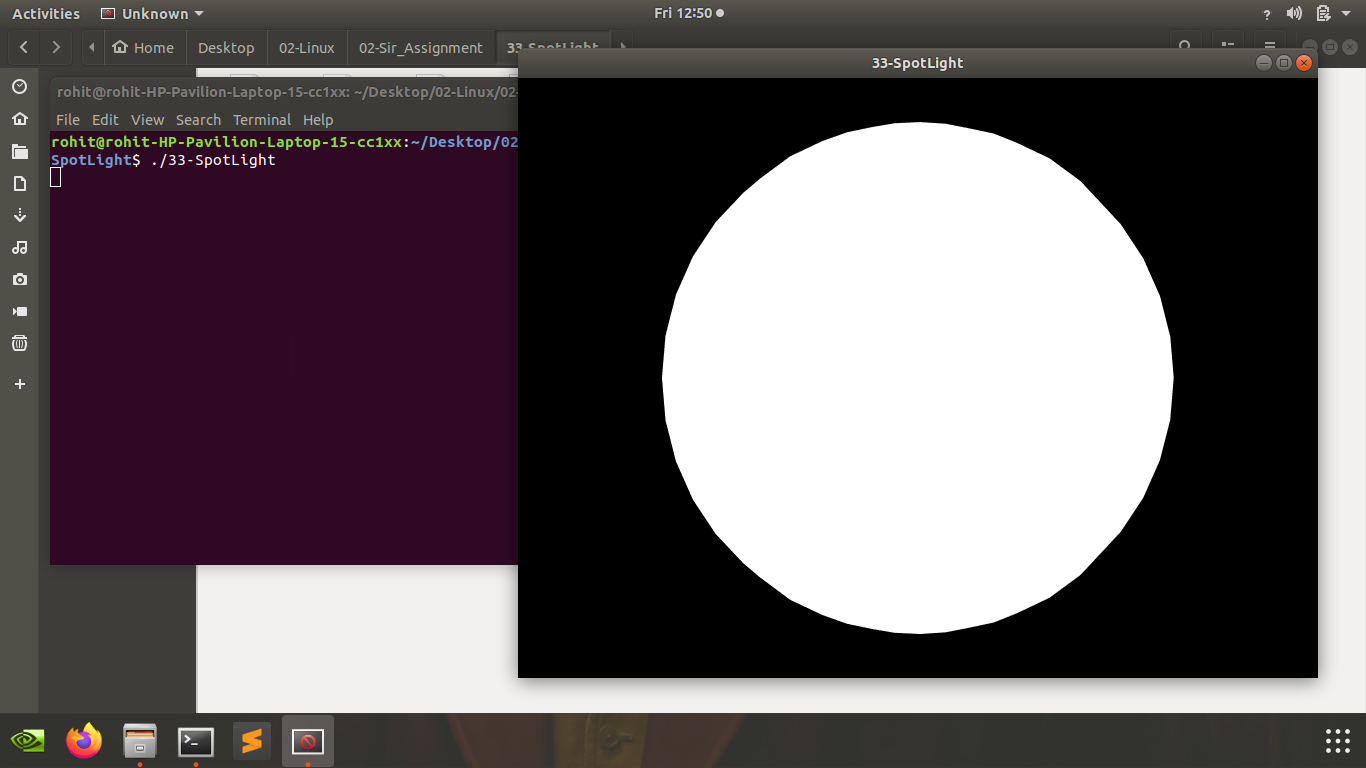 Activities Unknown Fri 12:50
Home Desktop 02-Linux 02-Sir_Assignment 33-SpotLight
33-SpotLight
rohit@rohit-HP-Pavilion-Laptop-15-cc1xx: ~/Desktop/02-Linux/02-
File Edit View Search Terminal Help
rohit@rohit-HP-Pavilion-Laptop-15-cc1xx:~/Desktop/02
SpotLight$ ./33-SpotLight